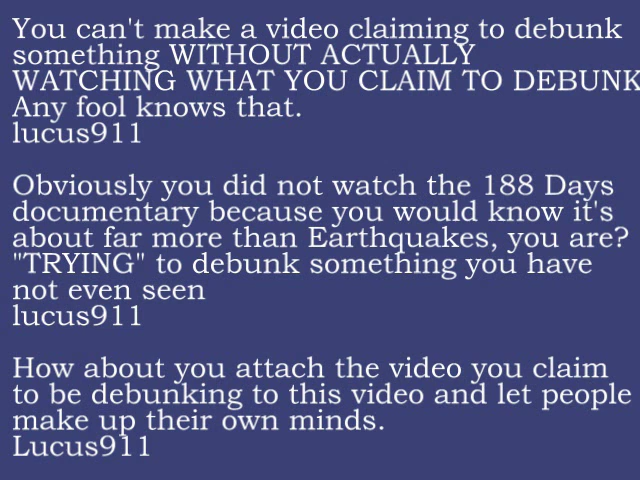 You can't make a video claiming to debunk
something WITHOUT ACTUALLY
WATCHING WHAT YOU CLAIM TO DEBUNK
Any fool knows that.
lucus911
Obviously you did not watch the 188 Days
documentary because you would know it's
about far more than Earthquakes, you are?
"TRYING" to debunk something you have
not even seen
lucus911
How about you attach the video you claim
to be debunking to this video and let people
make up their own minds.
Lucus911